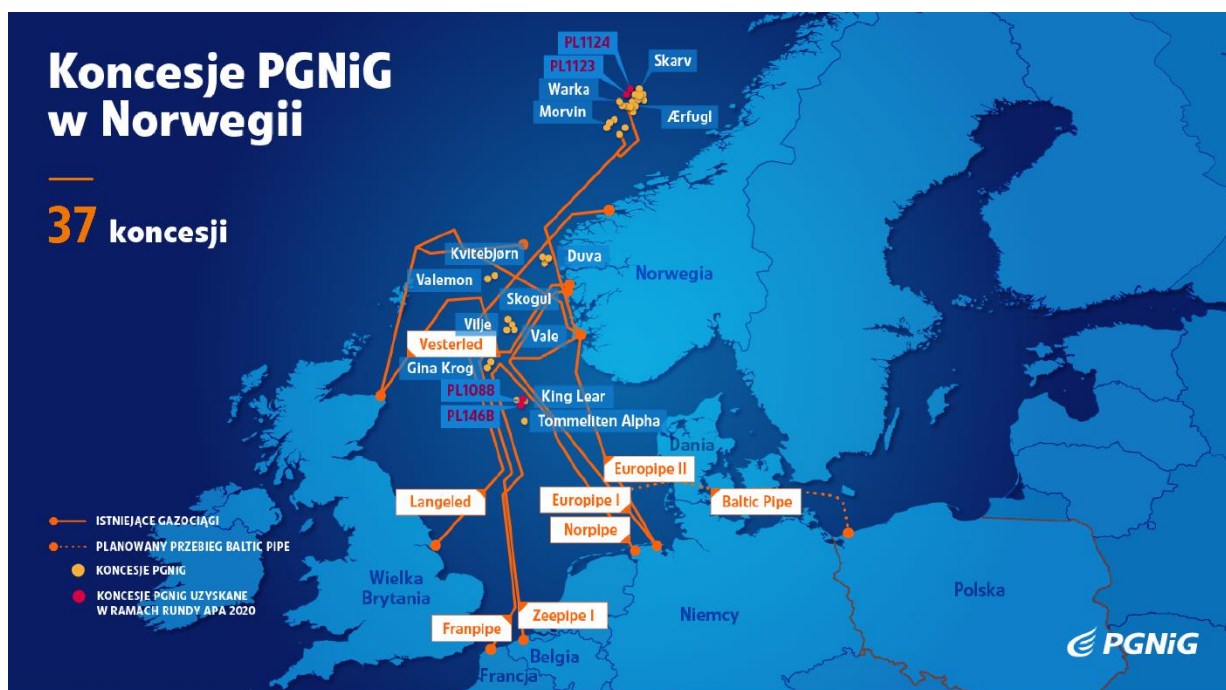 Koncesje PGNiG
w Norwegii
37 koncesji
PL1124
PL1123
Skarv
Warka
Morvin
Ærfugl
Kvitebjørn
Duva
Norwegia
Valemon
Skogul
Vilje
Vale
Vesterled
Gina Krog
PL1088
King Lear
PL146B
Tommeliten Alpha
Dania
Europipe II
Langeled
Europipe I
Baltic Pipe
Norpipe
ISTNIEJĄCE GAZOCIĄGI
PLANOWANY PRZEBIEG BALTIC PIPE
KONCESJE PGNIG
KONCESJE PGNIG UZYSKANE
W RAMACH RUNDY APA 2020
Wielka
Brytania
Polska
Niemcy
Zeepipe I
Franpipe
Belgia
Francja
PGNiG